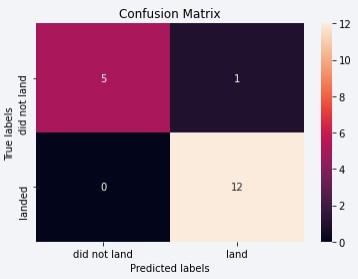 Confusion Matrix
True labels
did not land
landed
5
1
0
12
did not land
land
Predicted labels
12
10
8
6
4
2
0